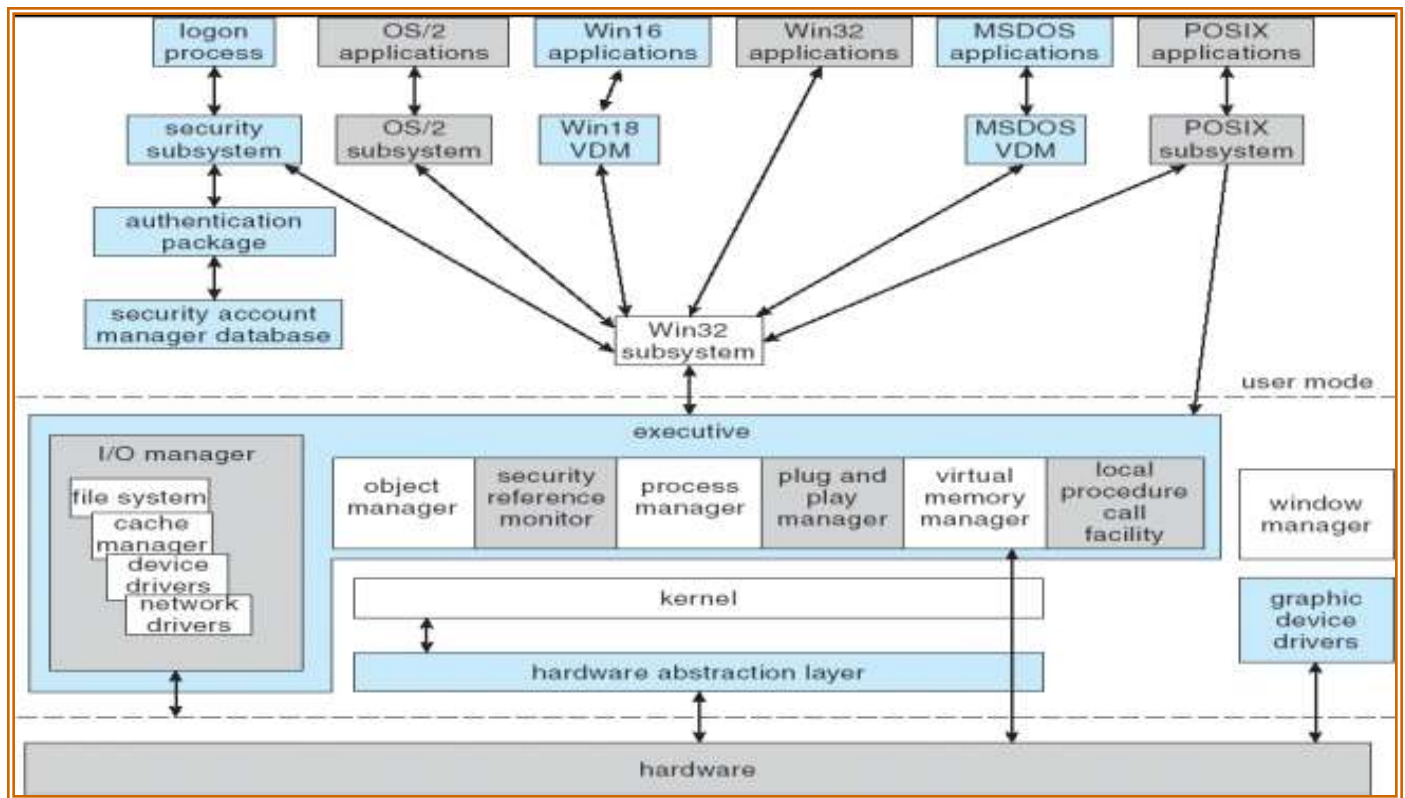 logon
process
OS/2
applications
Win16
applications
Win32
applications
MSDOS
applications
POSIX
applications
security
subsystem
OS/2
subsystem
Win18
VDM
MSDOS
VDM
POSIX
subsystem
authentication
package
security account
manager database
Win32
subsystem
user mode
executive
I/O manager
file system
cache
manager
device
drivers
network
drivers
object
manager
security
reference
monitor
process
manager
plug and
play
manager
virtual
memory
manager
local
procedure
call
facility
window
manager
kernel
graphic
device
drivers
hardware abstraction layer
hardware